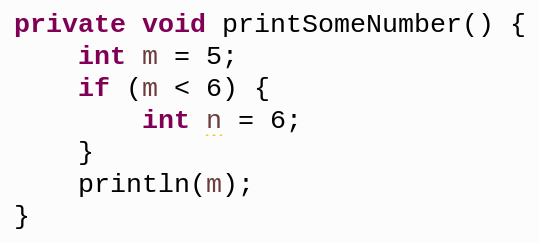 private void printSomeNumber() {
    int m = 5;
    if (m < 6) {
        int n = 6;
    }
    println(m);
}